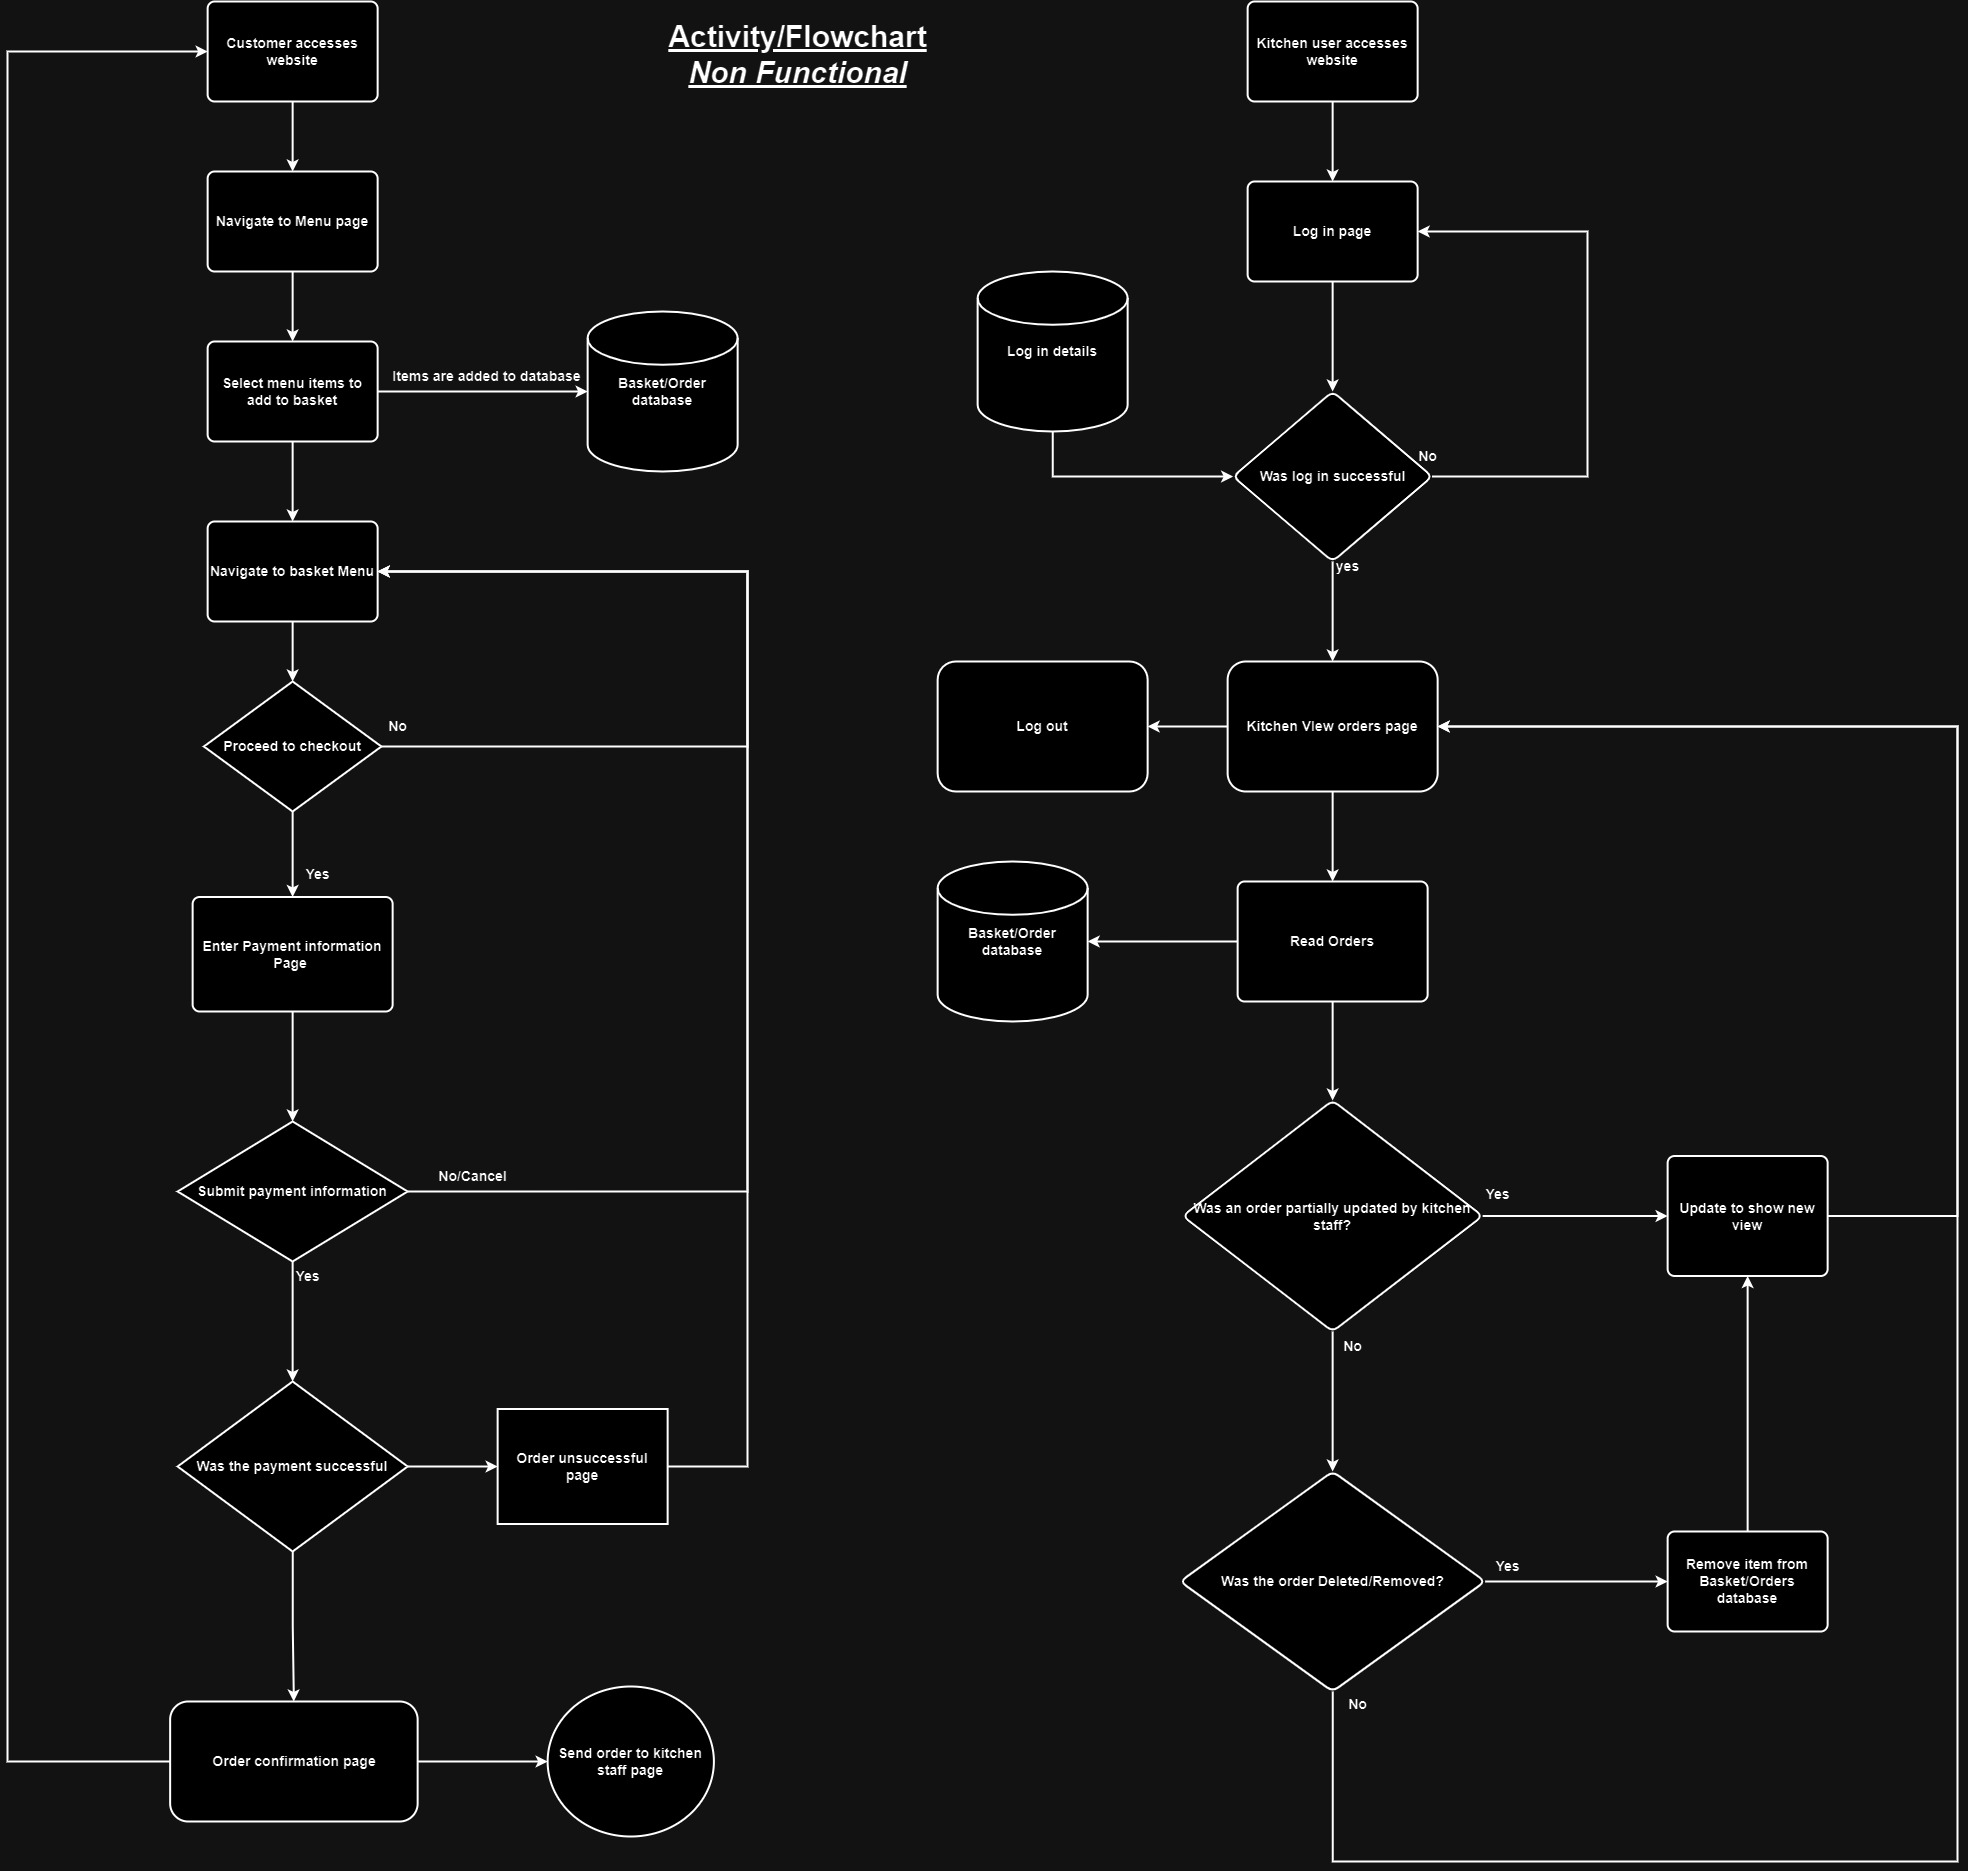 Activity/Flowchart
Non Functional
Customer accesses
website
Navigate to Menu page
Select menu items to
add to basket
Items are added to database
Basket/Order
database
Navigate to basket Menu
Proceed to checkout
No
Yes
Enter Payment information
Page
Submit payment information
No/Cancel
Yes
Was the payment successful
Order unsuccessful
page
Order confirmation page
Send order to kitchen
staff page
Kitchen user accesses
website
Log in page
Log in details
Was log in successful
No
yes
Log out
Kitchen VIew orders page
Basket/Order
database
Read Orders
Was an order partially updated by kitchen
staff?
Yes
Update to show new
view
No
Was the order Deleted/Removed?
Yes
Remove item from
Basket/Orders
database
No